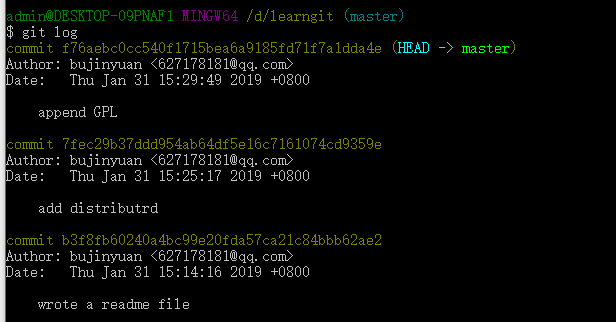 admin@DESKTOP-09PNAF1 MINGW64 /d/learngit (master)
$ git log
commit f76aebc0cc540f1715bea6a9185fd71f7a1dda4e (HEAD -> master)
Author: bujinyuan <627178181@qq.com>
Date:   Thu Jan 31 15:29:49 2019 +0800
    append GPL
commit 7fec29b37ddd954ab64df5e16c7161074cd9359e
Author: bujinyuan <627178181@qq.com>
Date:   Thu Jan 31 15:25:17 2019 +0800
    add distributrd
commit b3f8fb60240a4bc99e20fda57ca21c84bbb62ae2
Author: bujinyuan <627178181@qq.com>
Date:   Thu Jan 31 15:14:16 2019 +0800
    wrote a readme file